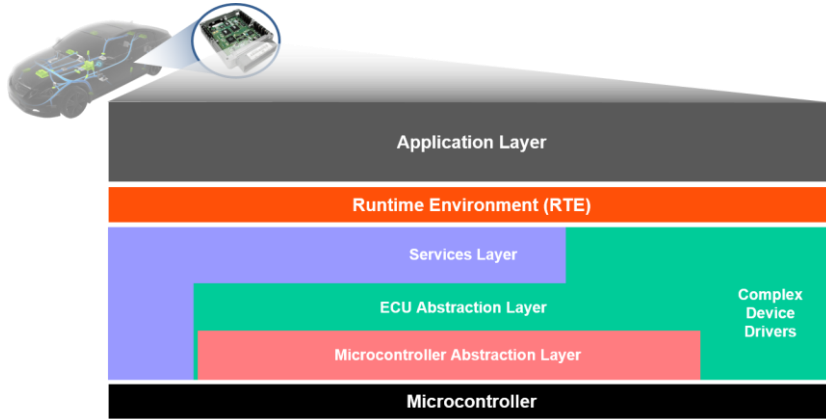 Application Layer
Runtime Environment (RTE)
Services Layer
ECU Abstraction Layer
Complex
Device
Drivers
Microcontroller Abstraction Layer
Microcontroller